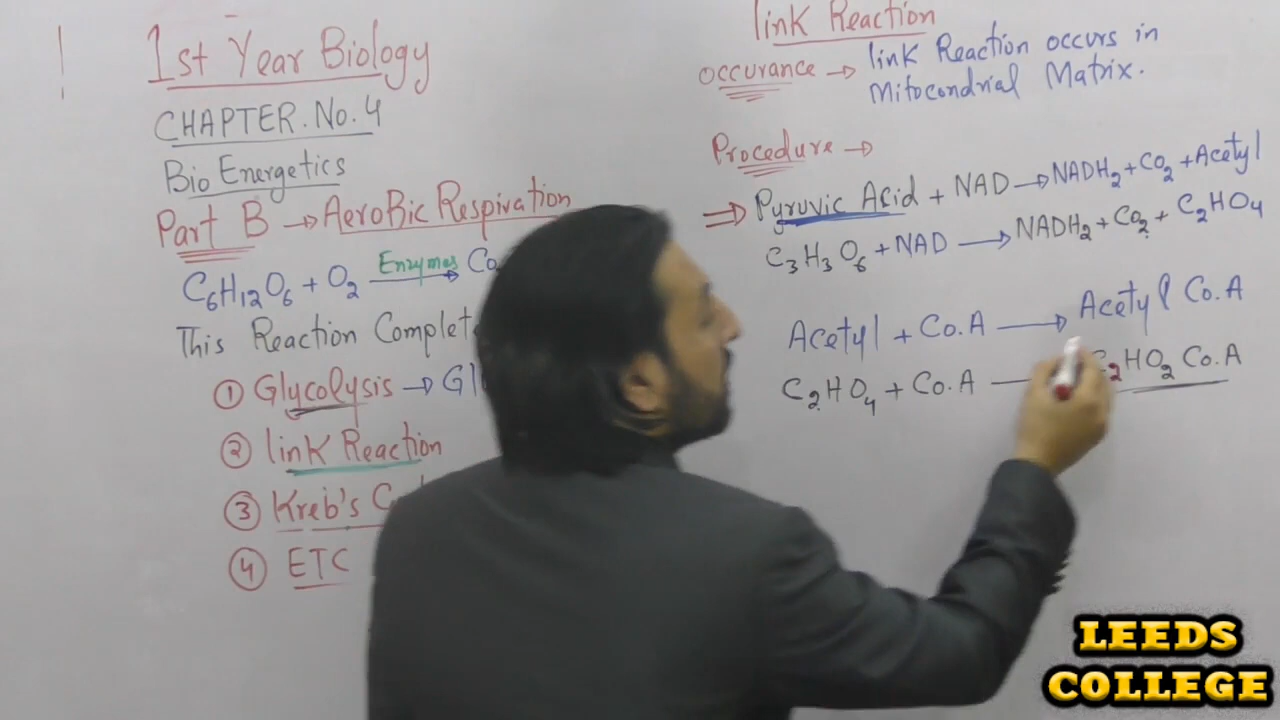 1st Year Biology
CHAPTER. No. 4
Bio Energetics
Part B → AeroBic Respiration
C₆H₁₂O₆ + O₂ Enzymes→ Co
This Reaction Complet
① Glycolysis → Gl
② link Reaction
③ Kreb's C
④ ETC
link Reaction
occurance → link Reaction occurs in
Mitocondrial Matrix.
Procedure →
⇒ Pyruvic Acid + NAD → NADH₂ + CO₂ + Acetyl
C₃H₃O₆ + NAD → NADH₂ + CO₂ + C₂HO₄
Acetyl + Co.A → Acetyl Co.A
C₂HO₄ + Co.A → C₂HO₂ Co.A
LEEDS
COLLEGE